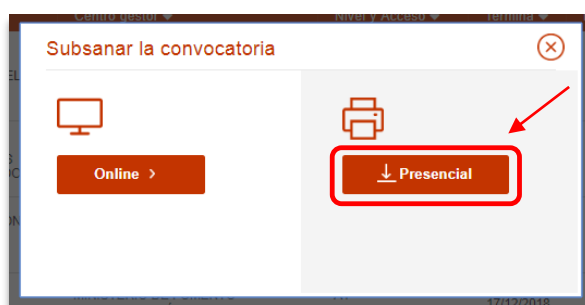 Centro gestor Nivel y Acceso Termina
Subsanar la convocatoria
Online >
Presencial
17/12/2018